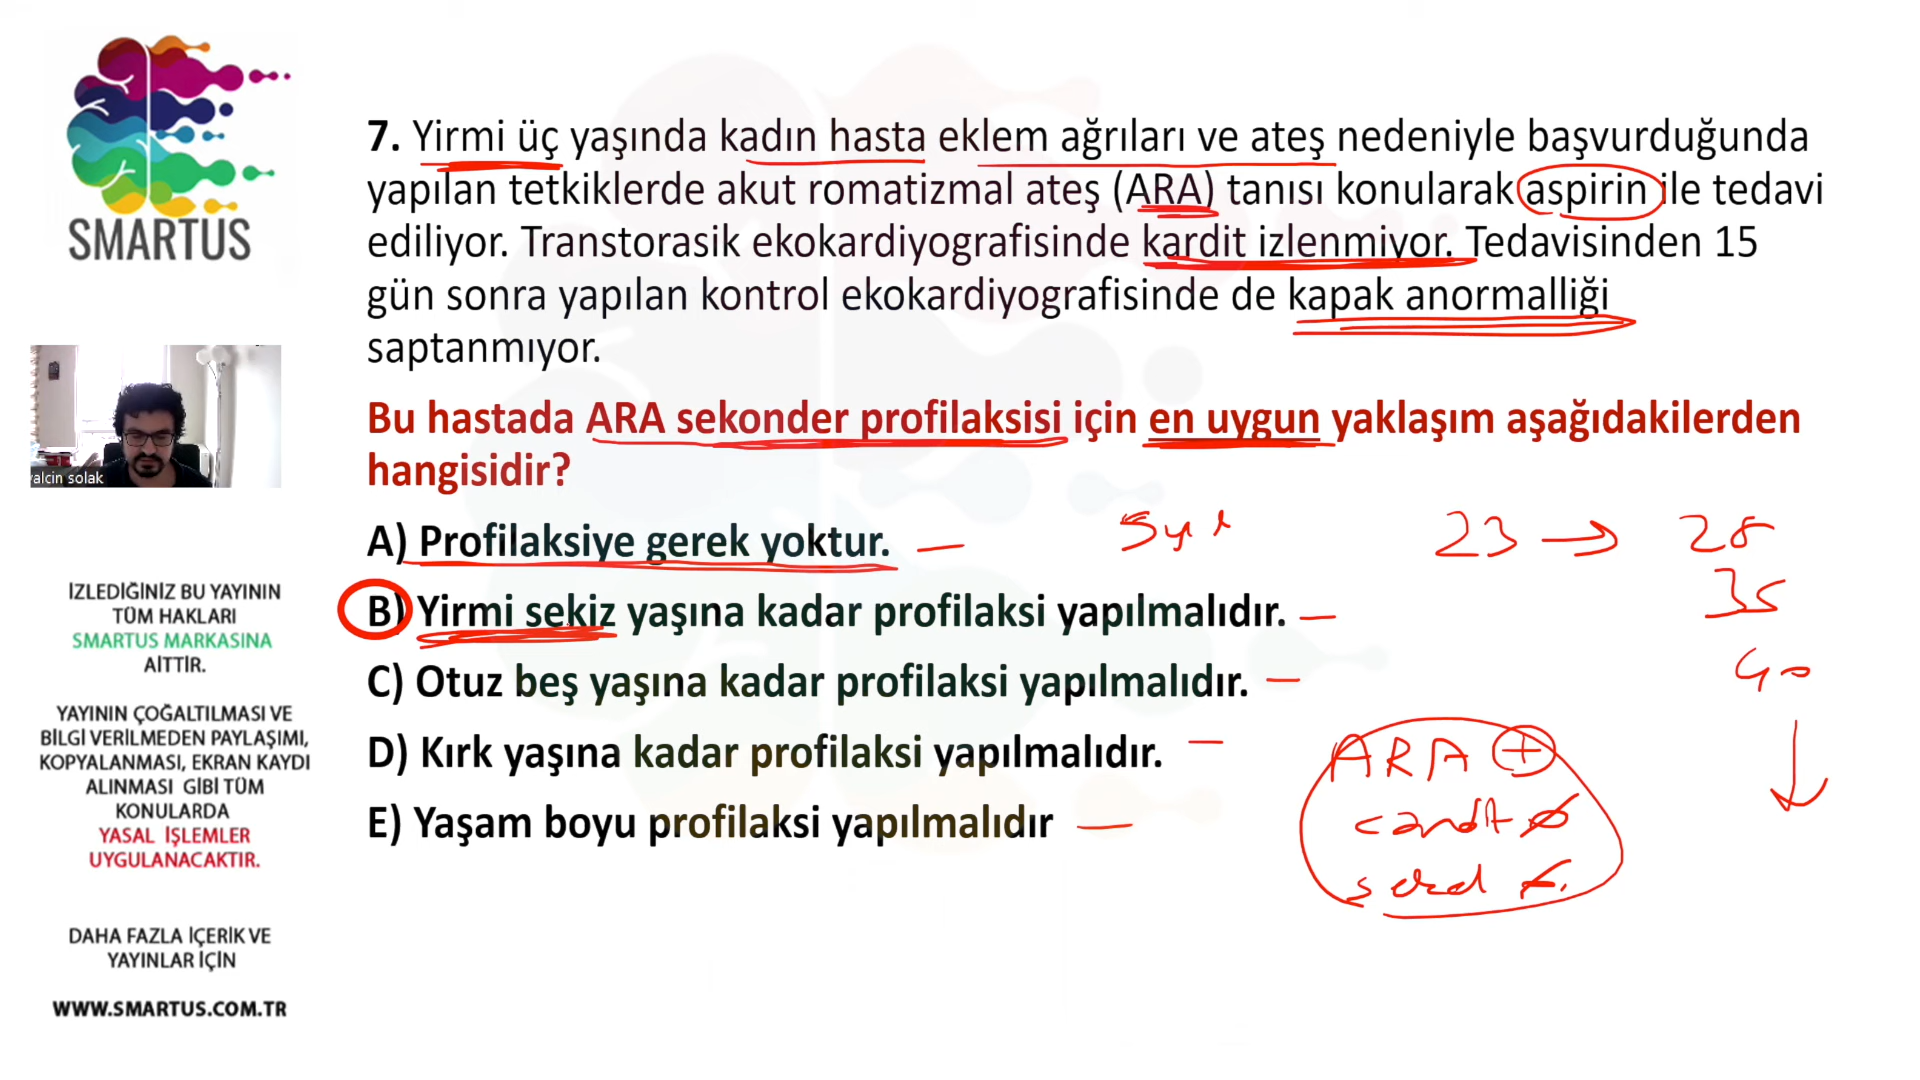 SMARTUS
7. Yirmi üç yaşında kadın hasta eklem ağrıları ve ateş nedeniyle başvurduğunda
yapılan tetkiklerde akut romatizmal ateş (ARA) tanısı konularak aspirin ile tedavi
ediliyor. Transtorasik ekokardiyografisinde kardit izlenmiyor. Tedavisinden 15
gün sonra yapılan kontrol ekokardiyografisinde de kapak anormalliği
saptanmıyor.
Bu hastada ARA sekonder profilaksisi için en uygun yaklaşım aşağıdakilerden
hangisidir?
A) Profilaksiye gerek yoktur.
B) Yirmi sekiz yaşına kadar profilaksi yapılmalıdır.
C) Otuz beş yaşına kadar profilaksi yapılmalıdır.
D) Kırk yaşına kadar profilaksi yapılmalıdır.
E) Yaşam boyu profilaksi yapılmalıdır
5 yıl
23 → 28
35
40
ARA +
cardit
sekel
yalcin solak
İZLEDİĞİNİZ BU YAYININ
TÜM HAKLARI
SMARTUS MARKASINA
AİTTİR.
YAYININ ÇOĞALTILMASI VE
BİLGİ VERİLMEDEN PAYLAŞIMI,
KOPYALANMASI, EKRAN KAYDI
ALINMASI GİBİ TÜM
KONULARDA
YASAL İŞLEMLER
UYGULANACAKTIR.
DAHA FAZLA İÇERİK VE
YAYINLAR İÇİN
WWW.SMARTUS.COM.TR